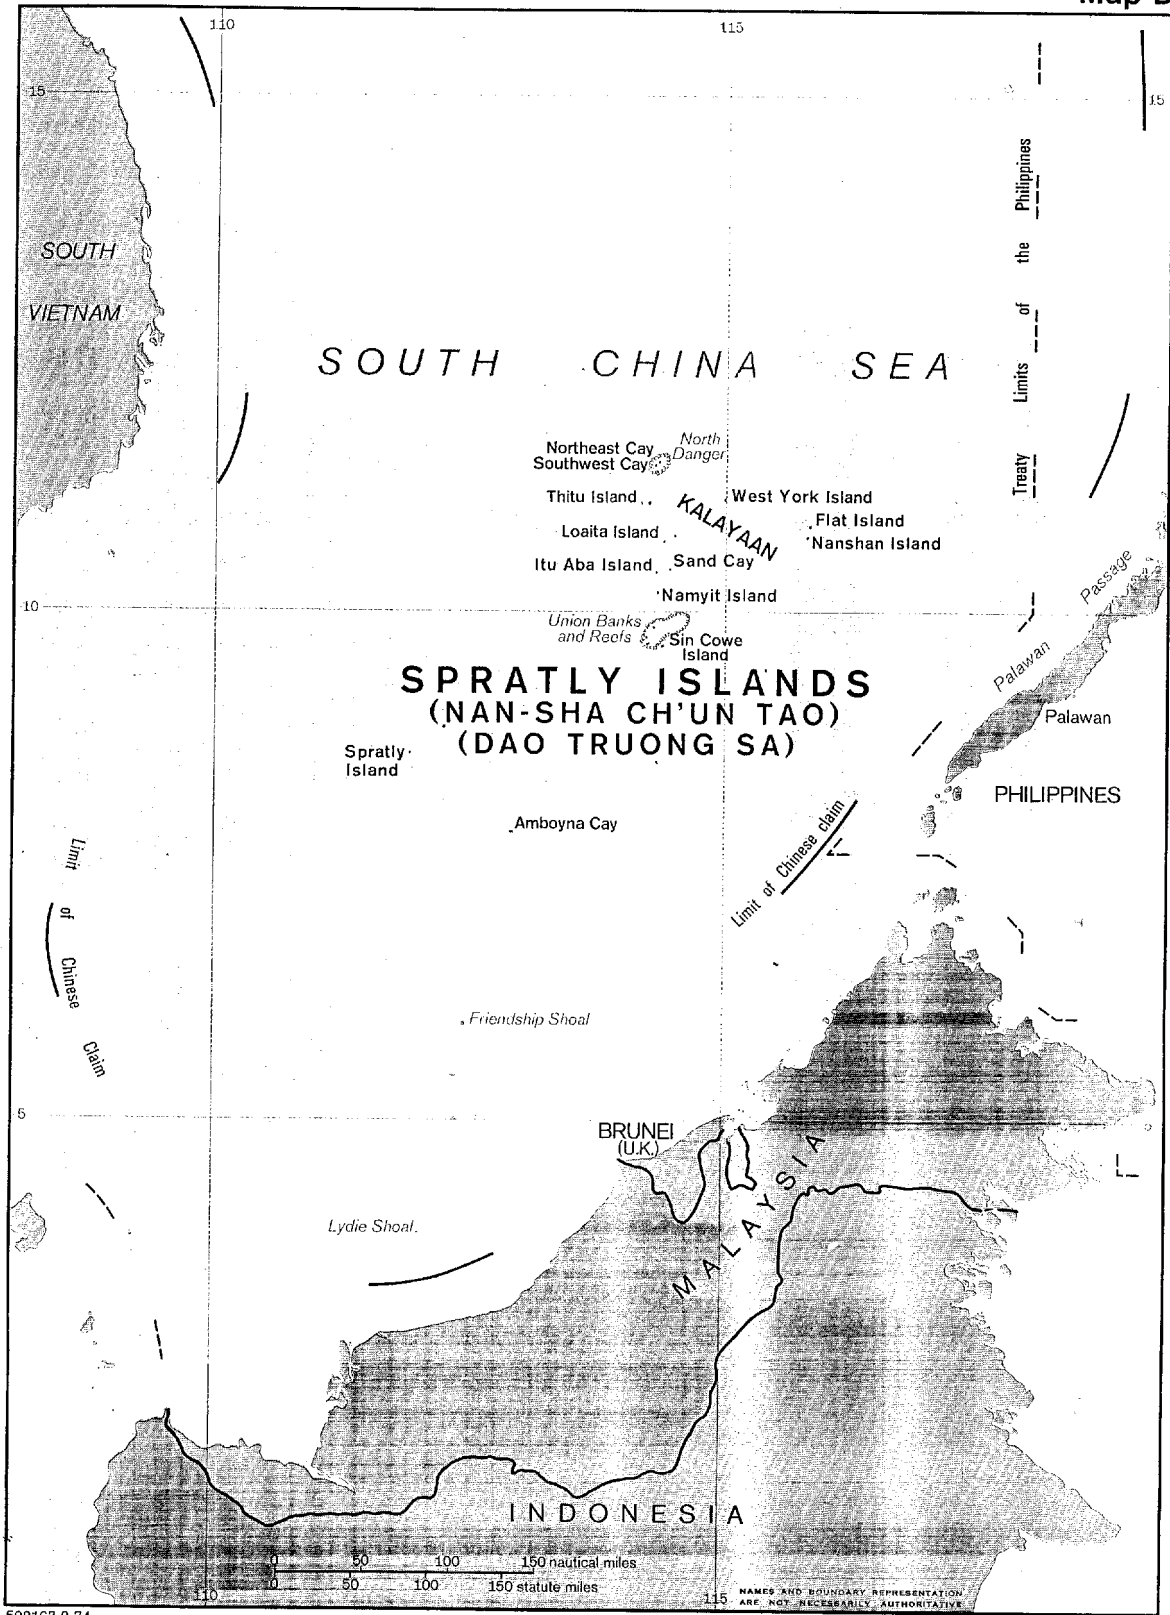 110
115
15
15
SOUTH
VIETNAM
Treaty Limits of the Philippines
SOUTH CHINA SEA
Northeast Cay
Southwest Cay
North
Danger
Thitu Island
KALAYAAN
West York Island
Flat Island
Nanshan Island
Loaita Island
Itu Aba Island
Sand Cay
Namyit Island
10
Union Banks
and Reefs
Sin Cowe
Island
Palawan Passage
SPRATLY ISLANDS
(NAN-SHA CH'UN TAO)
(DAO TRUONG SA)
Palawan
Spratly
Island
PHILIPPINES
Amboyna Cay
Limit of Chinese claim
Limit of Chinese Claim
Friendship Shoal
5
BRUNEI
(U.K.)
MALAYSIA
Lydie Shoal
INDONESIA
0 50 100 150 nautical miles
0 50 100 150 statute miles
110
115
NAMES AND BOUNDARY REPRESENTATION
ARE NOT NECESSARILY AUTHORITATIVE